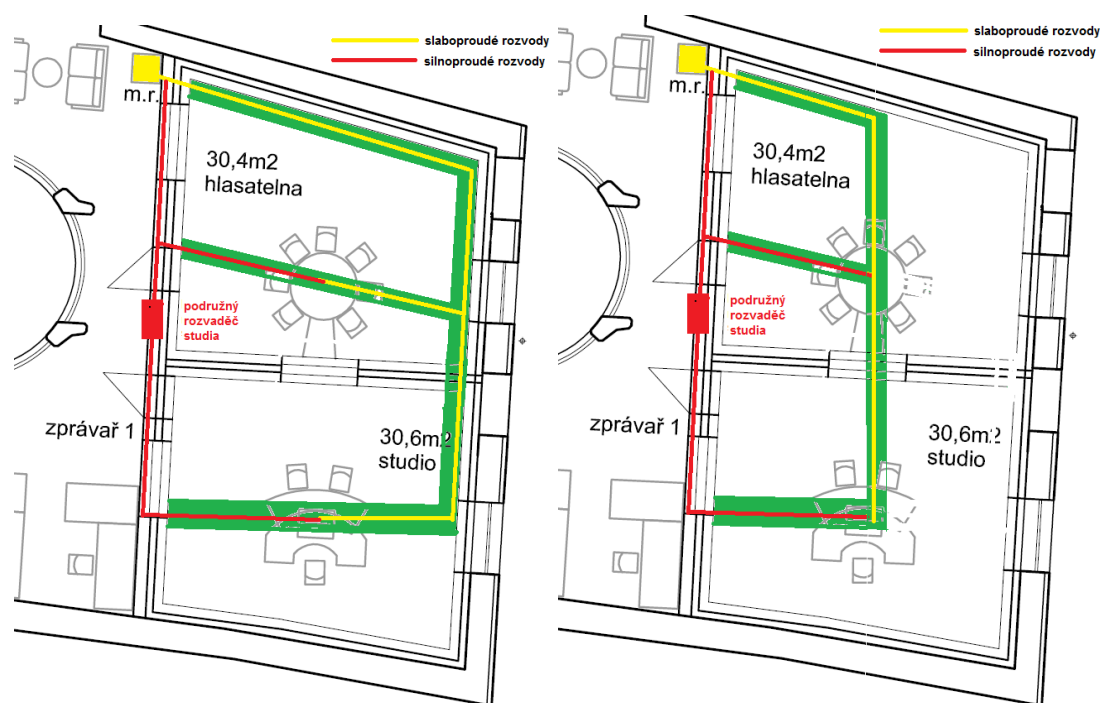 slaboproudé rozvody
silnoproudé rozvody
m.r.
30,4m2
hlasatelna
podružný
rozvaděč
studia
zprávař 1
30,6m2
studio
slaboproudé rozvody
silnoproudé rozvody
m.r.
30,4m2
hlasatelna
podružný
rozvaděč
studia
zprávař 1
30,6m2
studio